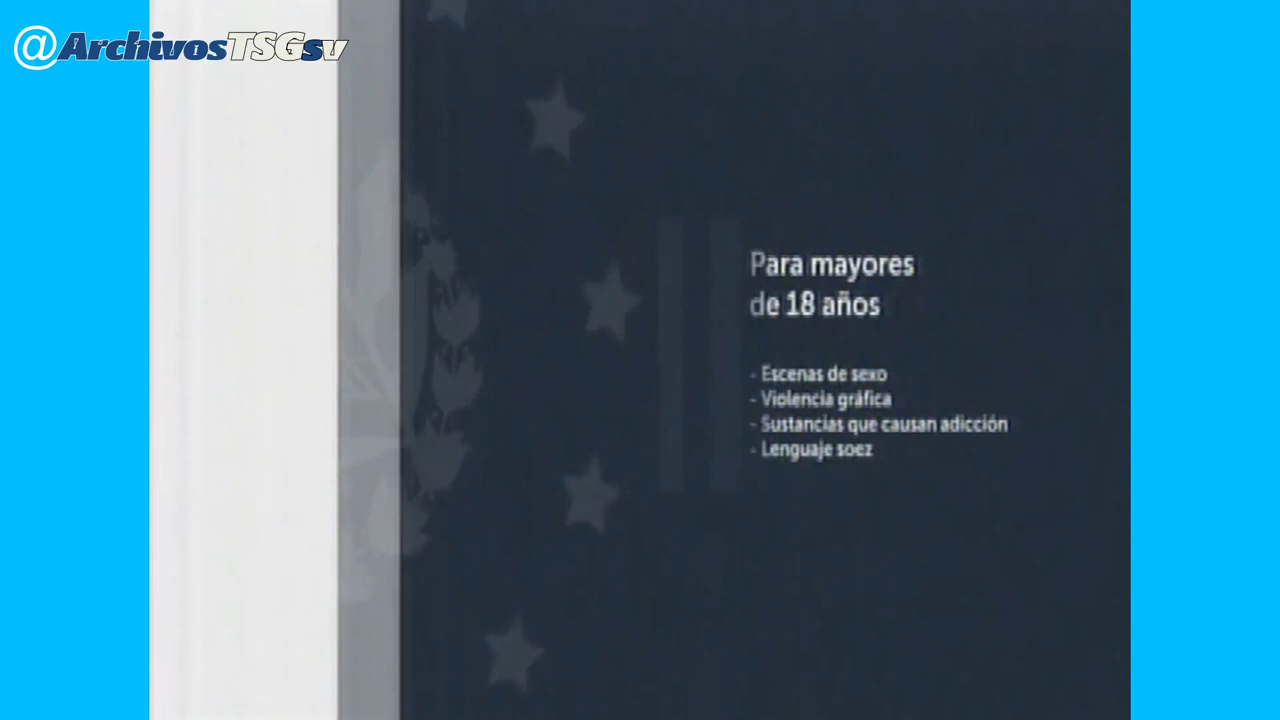 @ArchivosTSGsv
Para mayores
de 18 años
- Escenas de sexo
- Violencia gráfica
- Sustancias que causan adicción
- Lenguaje soez